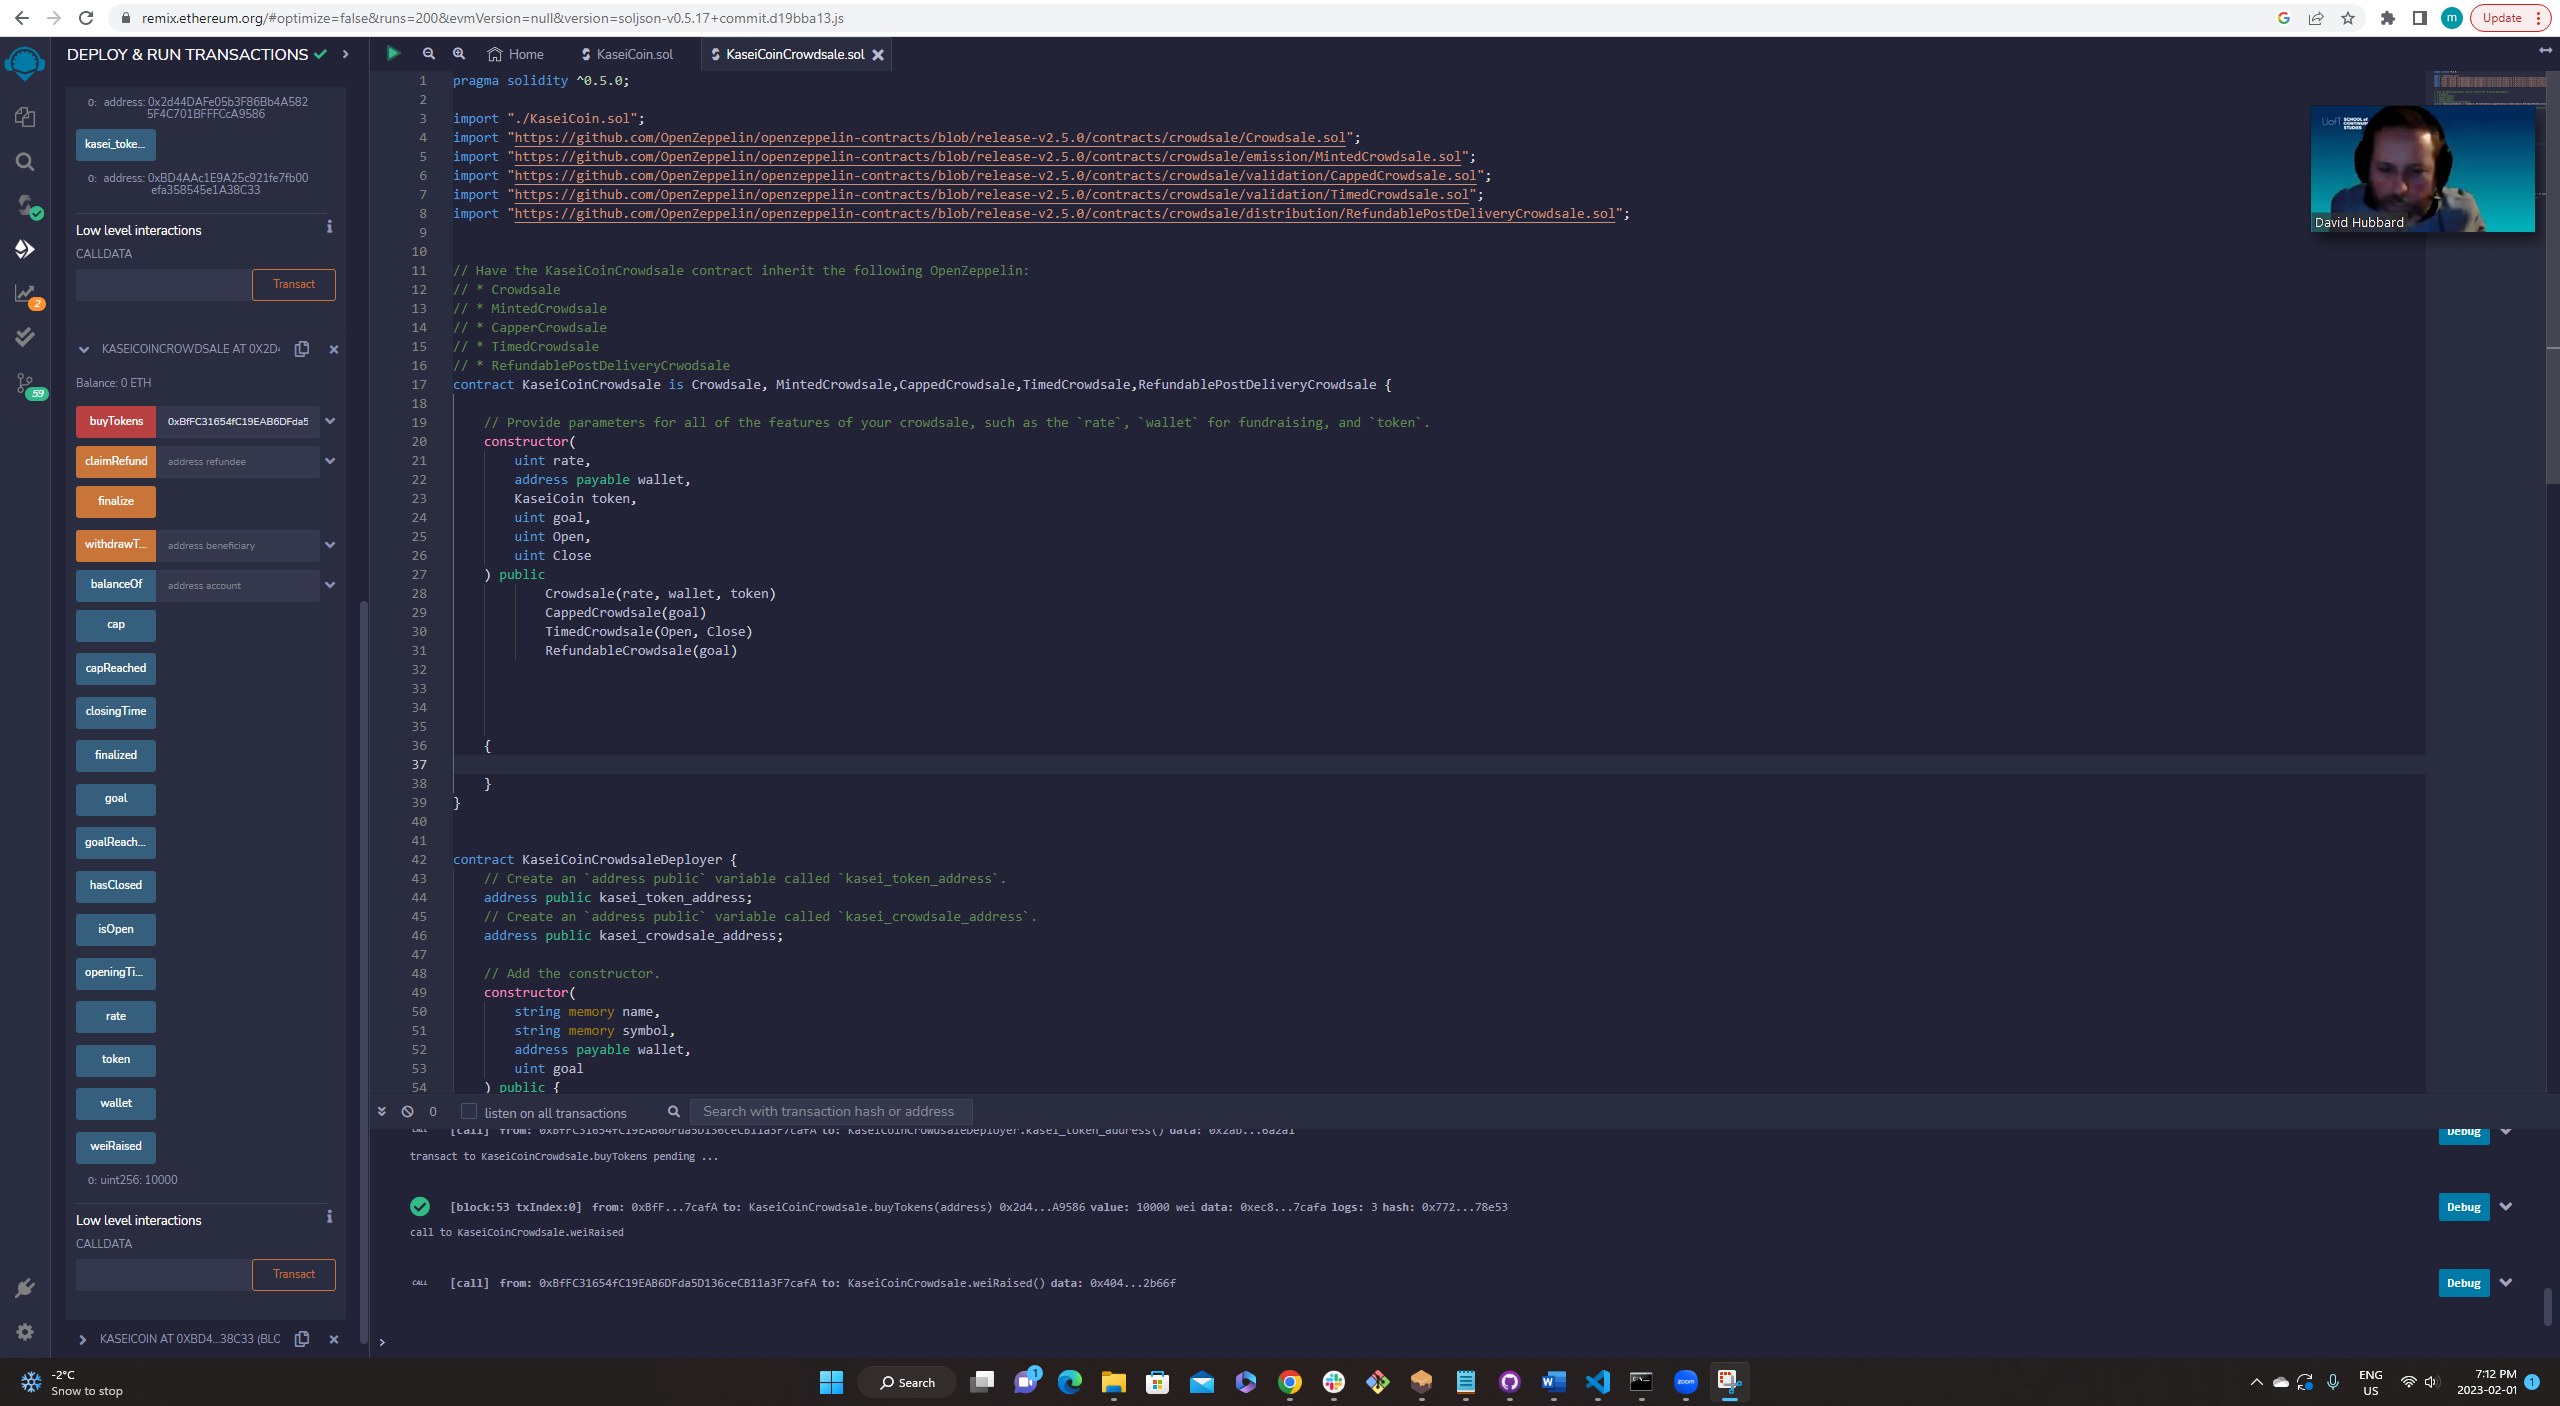 remix.ethereum.org/#optimize=false&runs=200&evmVersion=null&version=soljson-v0.5.17+commit.d19bba13.js
m
Update
DEPLOY & RUN TRANSACTIONS
Home
KaseiCoin.sol
KaseiCoinCrowdsale.sol
0: address: 0x2d44DAFe05b3F86Bb4A582
5F4C701BFFFCcA9586
kasei_toke...
0: address: 0xBD4AAc1E9A25c921fe7fb00
efa358545e1A38C33
Low level interactions
CALLDATA
Transact
2
59
KASEICOINCROWDSALE AT 0X2D
Balance: 0 ETH
buyTokens
0xBfFC31654fC19EAB6DFda5
claimRefund
address refundee
finalize
withdrawT...
address beneficiary
balanceOf
address account
cap
capReached
closingTime
finalized
goal
goalReach...
hasClosed
isOpen
openingTi...
rate
token
wallet
weiRaised
0: uint256: 10000
Low level interactions
CALLDATA
Transact
KASEICOIN AT 0XBD4...38C33 (BLC
1 pragma solidity ^0.5.0;
2
3 import "./KaseiCoin.sol";
4 import "https://github.com/OpenZeppelin/openzeppelin-contracts/blob/release-v2.5.0/contracts/crowdsale/Crowdsale.sol";
5 import "https://github.com/OpenZeppelin/openzeppelin-contracts/blob/release-v2.5.0/contracts/crowdsale/emission/MintedCrowdsale.sol";
6 import "https://github.com/OpenZeppelin/openzeppelin-contracts/blob/release-v2.5.0/contracts/crowdsale/validation/CappedCrowdsale.sol";
7 import "https://github.com/OpenZeppelin/openzeppelin-contracts/blob/release-v2.5.0/contracts/crowdsale/validation/TimedCrowdsale.sol";
8 import "https://github.com/OpenZeppelin/openzeppelin-contracts/blob/release-v2.5.0/contracts/crowdsale/distribution/RefundablePostDeliveryCrowdsale.sol";
9
10
11 // Have the KaseiCoinCrowdsale contract inherit the following OpenZeppelin:
12 // * Crowdsale
13 // * MintedCrowdsale
14 // * CapperCrowdsale
15 // * TimedCrowdsale
16 // * RefundablePostDeliveryCrwodsale
17 contract KaseiCoinCrowdsale is Crowdsale, MintedCrowdsale,CappedCrowdsale,TimedCrowdsale,RefundablePostDeliveryCrowdsale {
18
19 // Provide parameters for all of the features of your crowdsale, such as the `rate`, `wallet` for fundraising, and `token`.
20 constructor(
21 uint rate,
22 address payable wallet,
23 KaseiCoin token,
24 uint goal,
25 uint Open,
26 uint Close
27 ) public
28 Crowdsale(rate, wallet, token)
29 CappedCrowdsale(goal)
30 TimedCrowdsale(Open, Close)
31 RefundableCrowdsale(goal)
32
33
34
35
36 {
37
38 }
39 }
40
41
42 contract KaseiCoinCrowdsaleDeployer {
43 // Create an `address public` variable called `kasei_token_address`.
44 address public kasei_token_address;
45 // Create an `address public` variable called `kasei_crowdsale_address`.
46 address public kasei_crowdsale_address;
47
48 // Add the constructor.
49 constructor(
50 string memory name,
51 string memory symbol,
52 address payable wallet,
53 uint goal
54 ) public {
UofT SCHOOL of CONTINUING STUDIES
David Hubbard
0
listen on all transactions
Search with transaction hash or address
CALL [call] from: 0xBfFC31654fC19EAB6DFda5D136ceCB11a3F7cafA to: KaseiCoinCrowdsaleDeployer.kasei_token_address() data: 0x2ab...6a2a1 Debug
transact to KaseiCoinCrowdsale.buyTokens pending ...
[block:53 txIndex:0] from: 0xBfF...7cafA to: KaseiCoinCrowdsale.buyTokens(address) 0x2d4...A9586 value: 10000 wei data: 0xec8...7cafa logs: 3 hash: 0x772...78e53 Debug
call to KaseiCoinCrowdsale.weiRaised
CALL [call] from: 0xBfFC31654fC19EAB6DFda5D136ceCB11a3F7cafA to: KaseiCoinCrowdsale.weiRaised() data: 0x404...2b66f Debug
>
-2°C
Snow to stop
Search
1
zoom
ENG
US
7:12 PM
2023-02-01
1